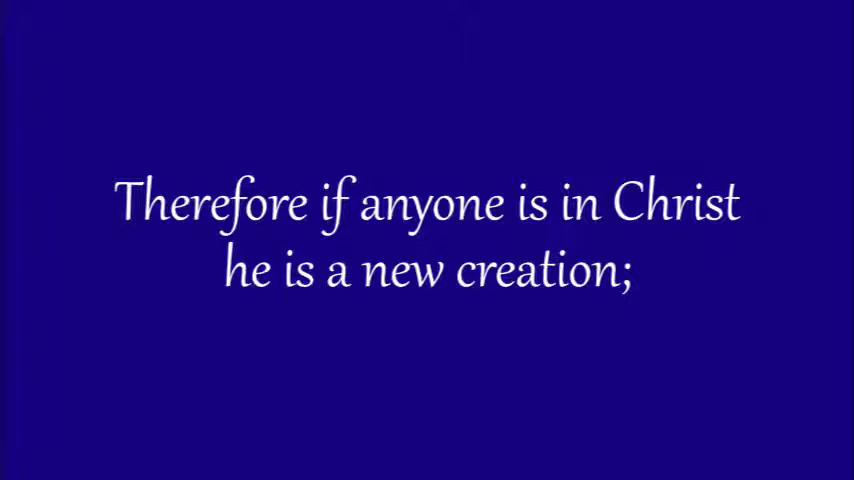 Therefore if anyone is in Christ
he is a new creation;